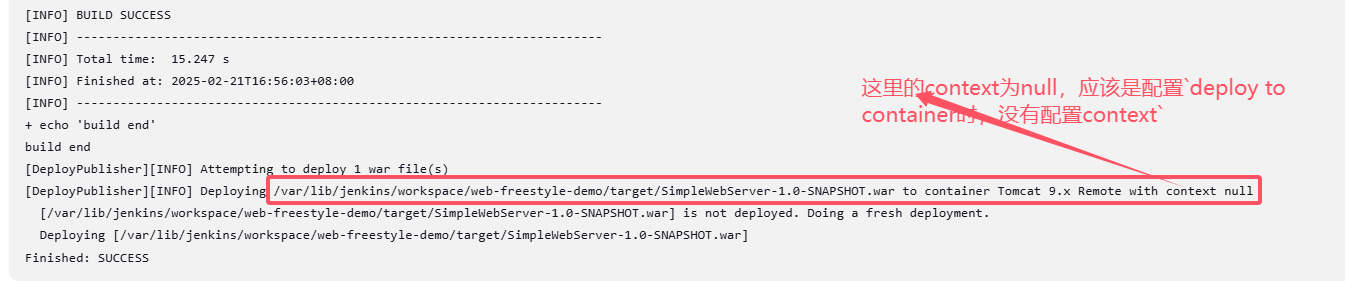 [INFO] BUILD SUCCESS
[INFO] ------------------------------------------------------------------------
[INFO] Total time:  15.247 s
[INFO] Finished at: 2025-02-21T16:56:03+08:00
[INFO] ------------------------------------------------------------------------
+ echo 'build end'
build end
[DeployPublisher][INFO] Attempting to deploy 1 war file(s)
[DeployPublisher][INFO] Deploying /var/lib/jenkins/workspace/web-freestyle-demo/target/SimpleWebServer-1.0-SNAPSHOT.war to container Tomcat 9.x Remote with context null
  [/var/lib/jenkins/workspace/web-freestyle-demo/target/SimpleWebServer-1.0-SNAPSHOT.war] is not deployed. Doing a fresh deployment.
  Deploying [/var/lib/jenkins/workspace/web-freestyle-demo/target/SimpleWebServer-1.0-SNAPSHOT.war]
Finished: SUCCESS
这里的context为null，应该是配置`deploy to
container时，没有配置context`